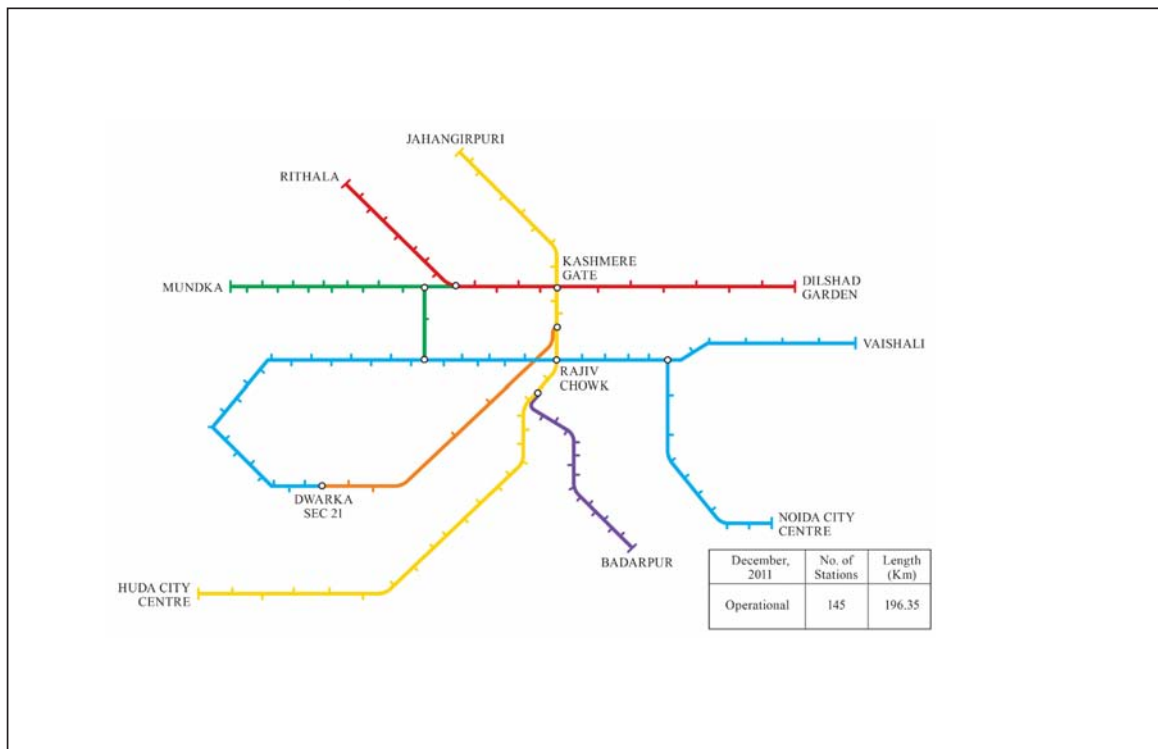 JAHANGIRPURI
RITHALA
KASHMERE
GATE
MUNDKA
DILSHAD
GARDEN
VAISHALI
RAJIV
CHOWK
DWARKA
SEC 21
NOIDA CITY
CENTRE
BADARPUR
HUDA CITY
CENTRE
December, No. of Length
2011 Stations (Km)
Operational 145 196.35